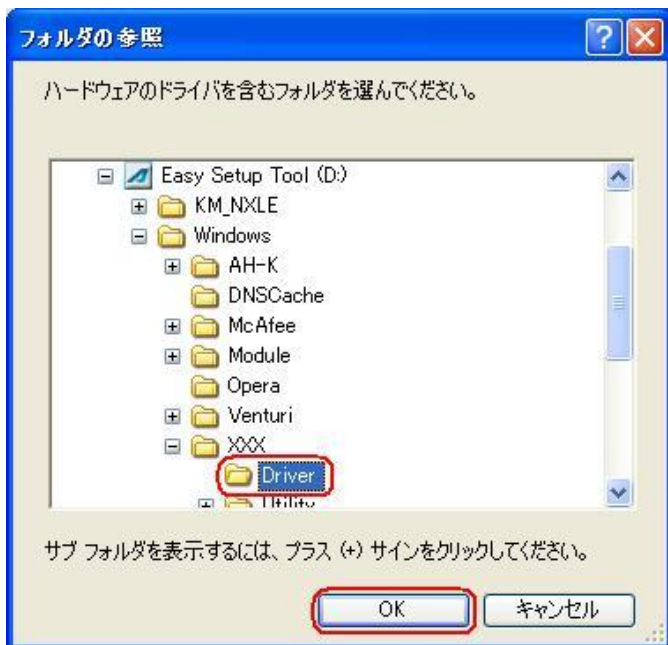 フォルダの参照
ハードウェアのドライバを含むフォルダを選んでください。
Easy Setup Tool (D:)
KM_NXLE
Windows
AH-K
DNSCache
McAfee
Module
Opera
Venturi
XXX
Driver
Utility
サブ フォルダを表示するには、プラス (+) サインをクリックしてください。
OK
キャンセル